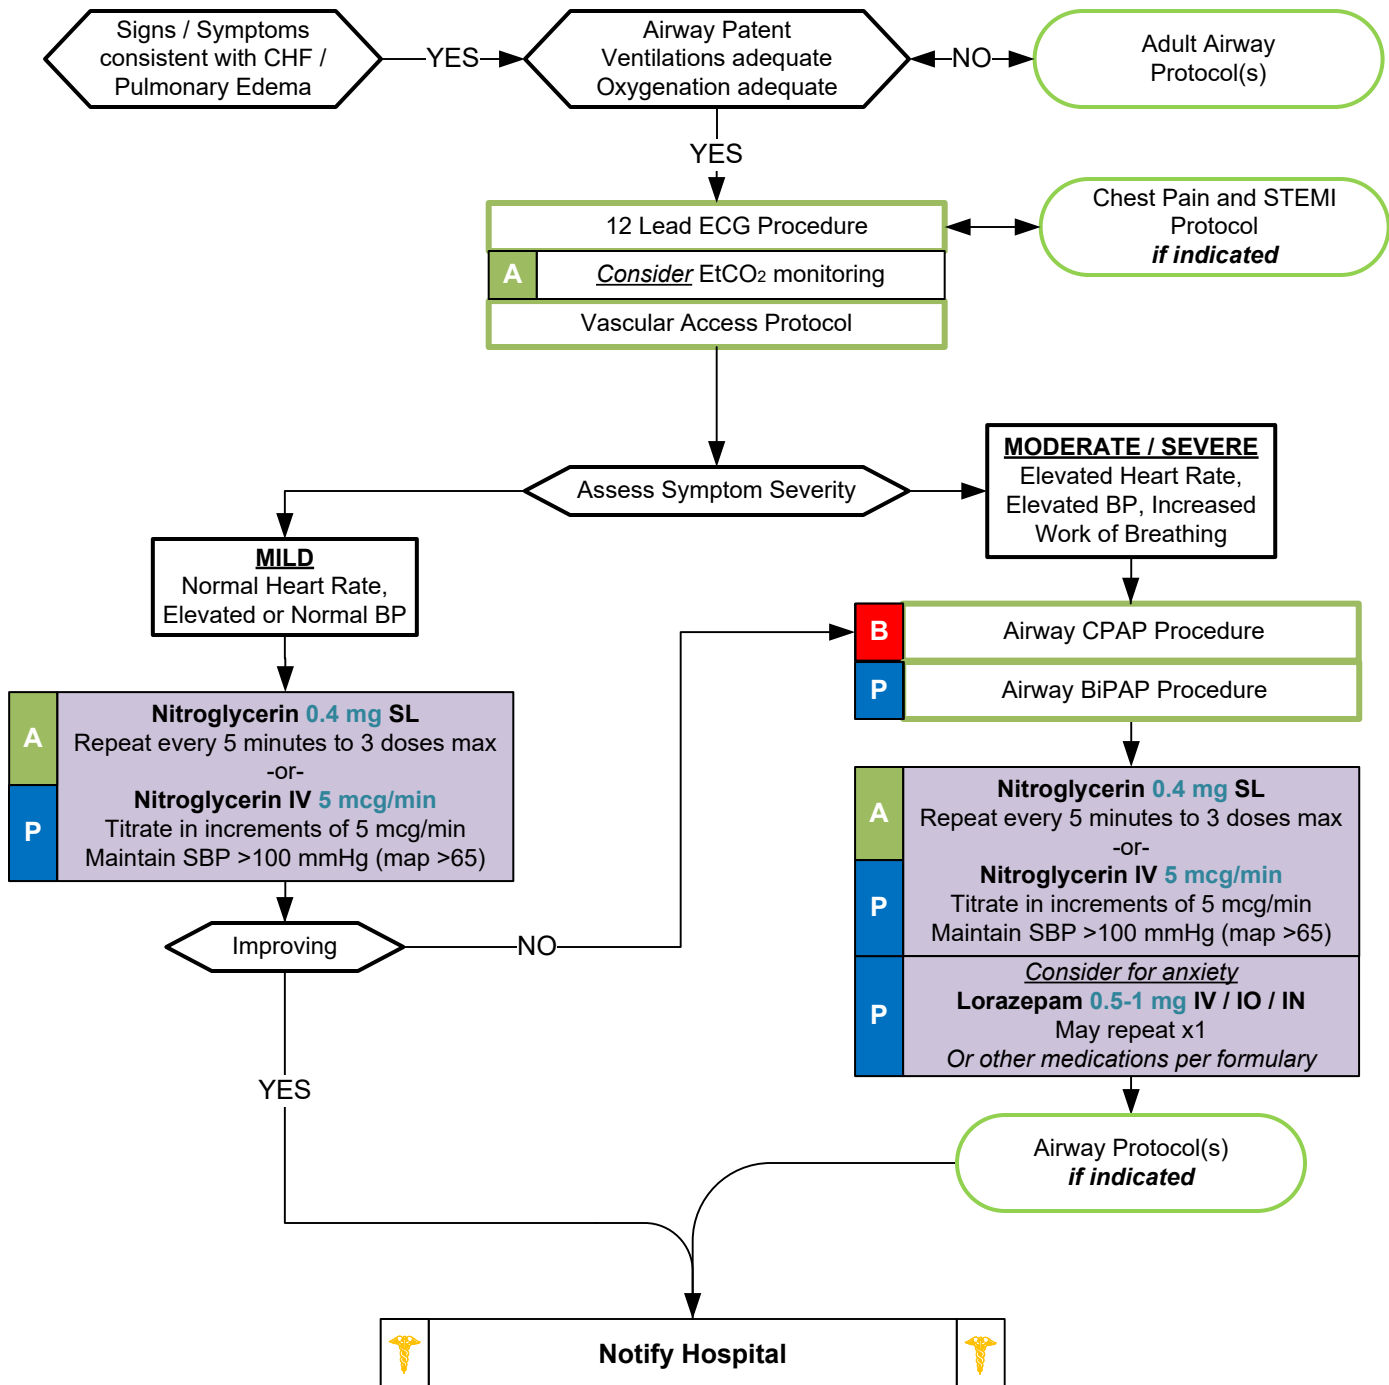 Signs / Symptoms
consistent with CHF /
Pulmonary Edema
YES
Airway Patent
Ventilations adequate
Oxygenation adequate
NO
Adult Airway
Protocol(s)
YES
12 Lead ECG Procedure
A
Consider EtCO2 monitoring
Vascular Access Protocol
Chest Pain and STEMI
Protocol
if indicated
Assess Symptom Severity
MODERATE / SEVERE
Elevated Heart Rate,
Elevated BP, Increased
Work of Breathing
MILD
Normal Heart Rate,
Elevated or Normal BP
B
Airway CPAP Procedure
P
Airway BiPAP Procedure
A
Nitroglycerin 0.4 mg SL
Repeat every 5 minutes to 3 doses max
-or-
P
Nitroglycerin IV 5 mcg/min
Titrate in increments of 5 mcg/min
Maintain SBP >100 mmHg (map >65)
Improving
NO
YES
A
Nitroglycerin 0.4 mg SL
Repeat every 5 minutes to 3 doses max
-or-
P
Nitroglycerin IV 5 mcg/min
Titrate in increments of 5 mcg/min
Maintain SBP >100 mmHg (map >65)
P
Consider for anxiety
Lorazepam 0.5-1 mg IV / IO / IN
May repeat x1
Or other medications per formulary
Airway Protocol(s)
if indicated
Notify Hospital